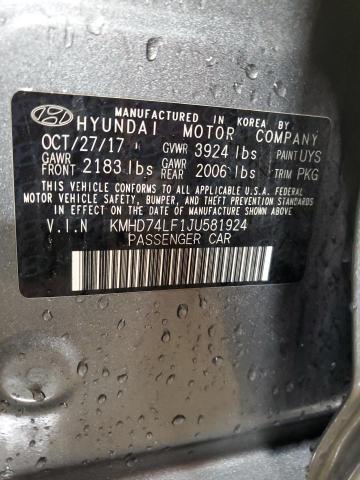 MANUFACTURED IN KOREA BY
HYUNDAI MOTOR COMPANY
OCT/27/17 GVWR 3924 lbs PAINT UYS
GAWR FRONT 2183 lbs GAWR REAR 2006 lbs TRIM PKG
THIS VEHICLE CONFORMS TO ALL APPLICABLE U.S.A. FEDERAL
MOTOR VEHICLE SAFETY, BUMPER, AND THEFT
PREVENTION STANDARDS IN EFFECT ON
THE DATE OF MANUFACTURE SHOWN ABOVE.
V.I.N KMHD74LF1JU581924
PASSENGER CAR